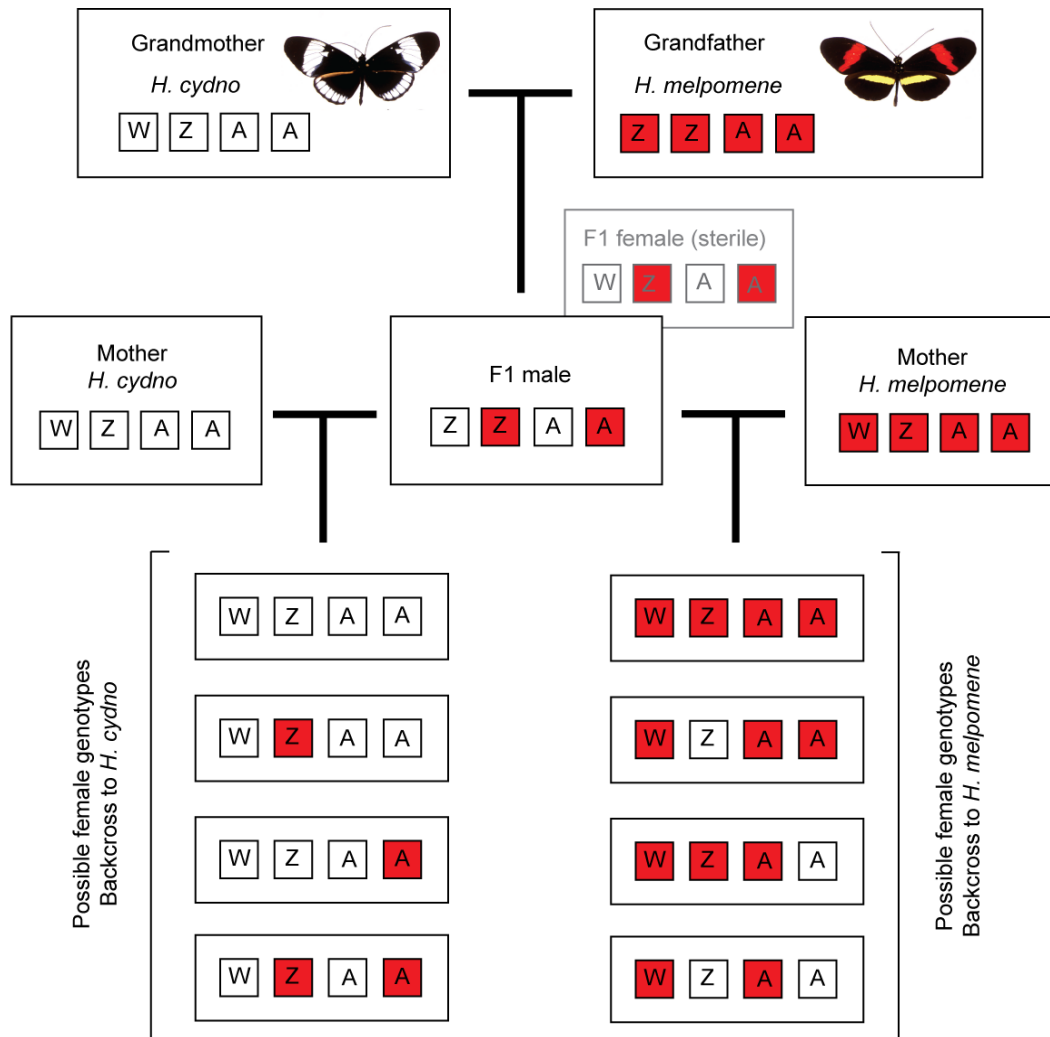 Grandmother
H. cydno
W Z A A
Grandfather
H. melpomene
Z Z A A
F1 female (sterile)
W Z A A
Mother
H. cydno
W Z A A
F1 male
Z Z A A
Mother
H. melpomene
W Z A A
Possible female genotypes
Backcross to H. cydno
W Z A A
W Z A A
W Z A A
W Z A A
W Z A A
W Z A A
W Z A A
W Z A A
Possible female genotypes
Backcross to H. melpomene